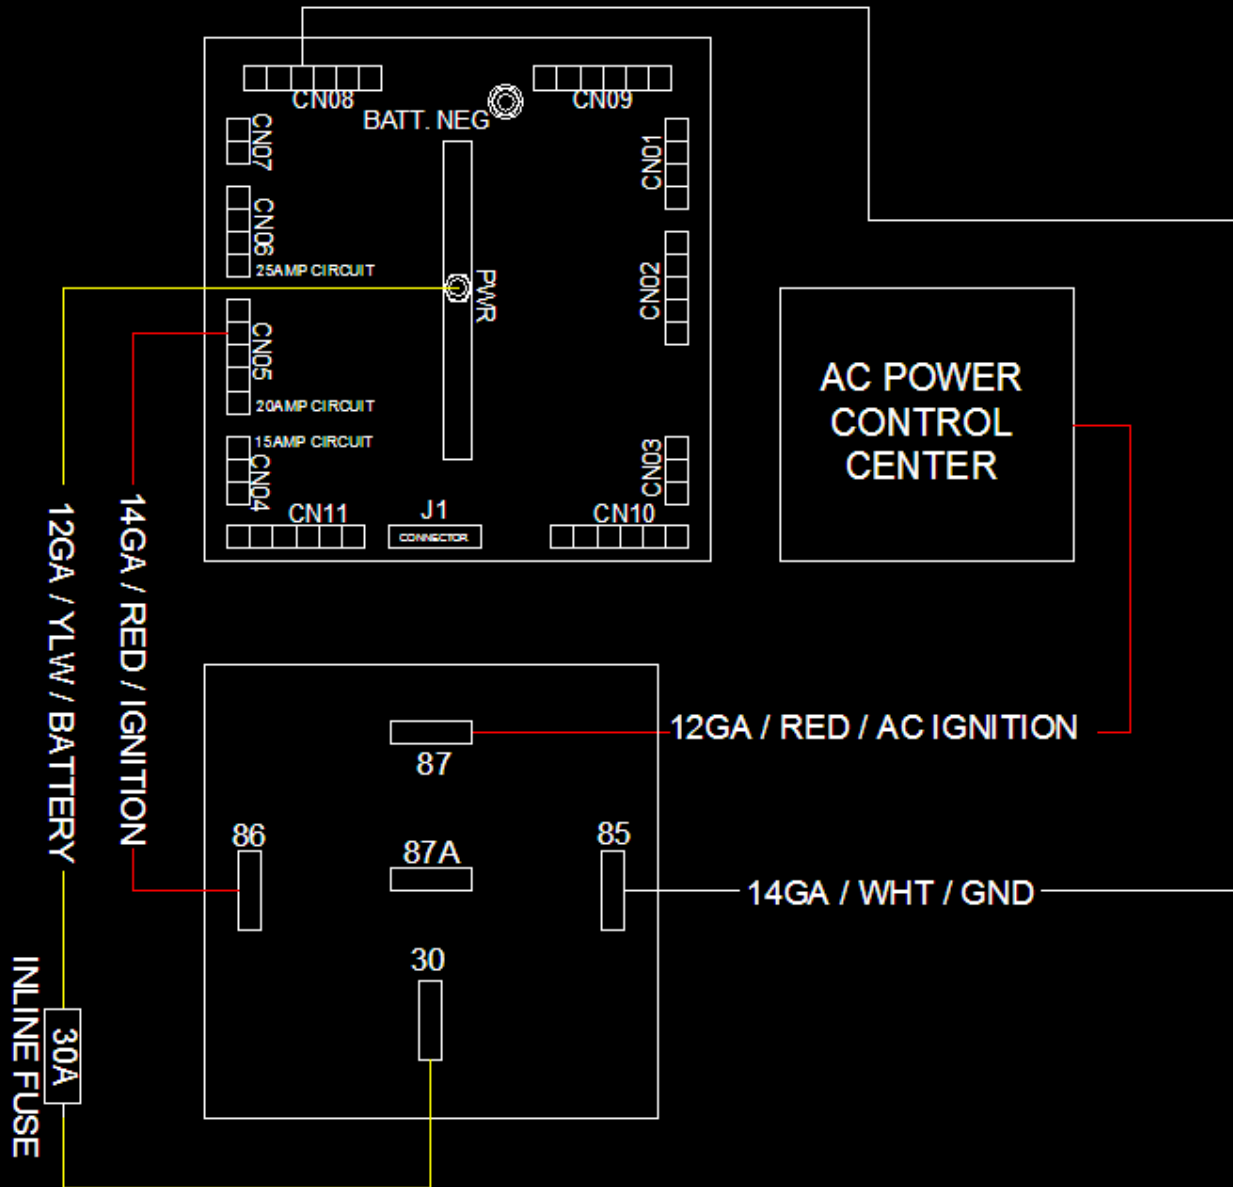 CN08
CN09
BATT. NEG
CN07
CN01
CN06
25AMP CIRCUIT
PWR
CN02
CN05
20AMP CIRCUIT
15AMP CIRCUIT
CN04
CN03
CN11
J1
CONNECTOR
CN10
AC POWER
CONTROL
CENTER
12GA / YLW / BATTERY
14GA / RED / IGNITION
87
12GA / RED / AC IGNITION
86
87A
85
14GA / WHT / GND
30
INLINE FUSE
30A